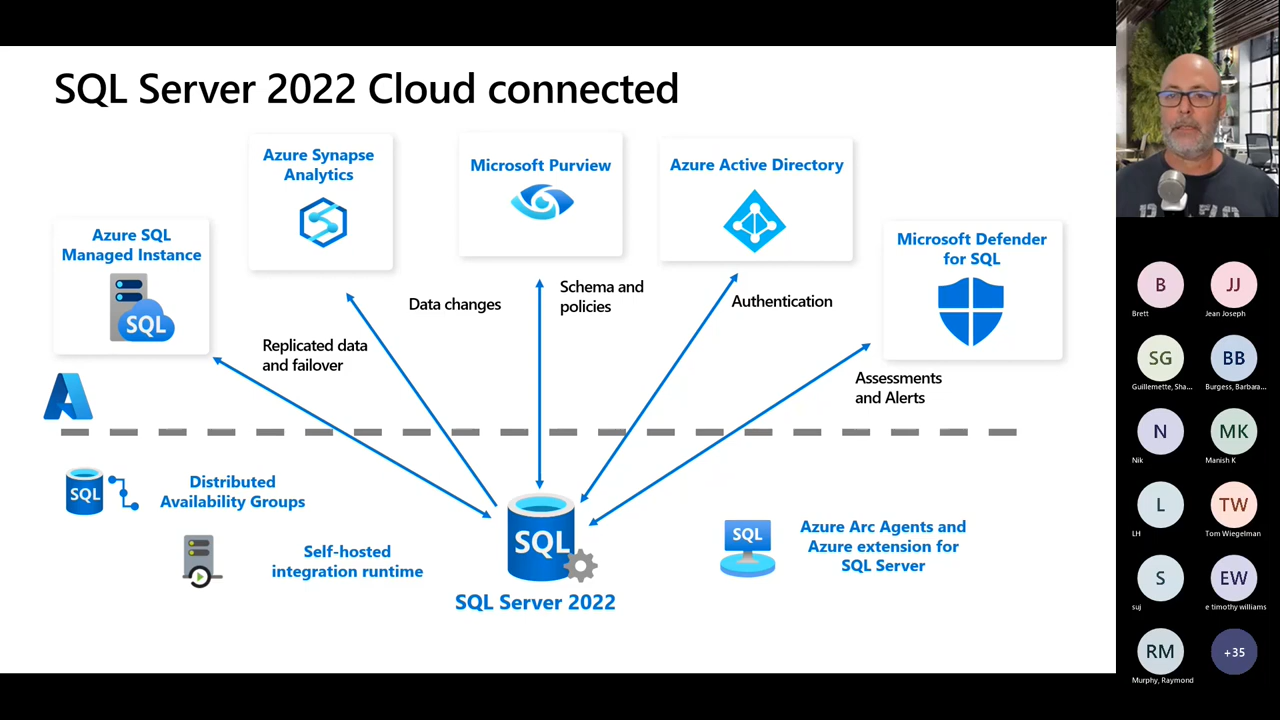 SQL Server 2022 Cloud connected
Azure SQL
Managed Instance
SQL
Azure Synapse
Analytics
Microsoft Purview
Azure Active Directory
Microsoft Defender
for SQL
Replicated data
and failover
Data changes
Schema and
policies
Authentication
Assessments
and Alerts
SQL
Distributed
Availability Groups
Self-hosted
integration runtime
SQL
SQL Server 2022
SQL
Azure Arc Agents and
Azure extension for
SQL Server
B
Brett
JJ
Jean Joseph
SG
Guillemette, Sha...
BB
Burgess, Barbara...
N
Nik
MK
Manish K
L
LH
TW
Tom Wiegelman
S
suj
EW
e timothy williams
RM
Murphy, Raymond
+35